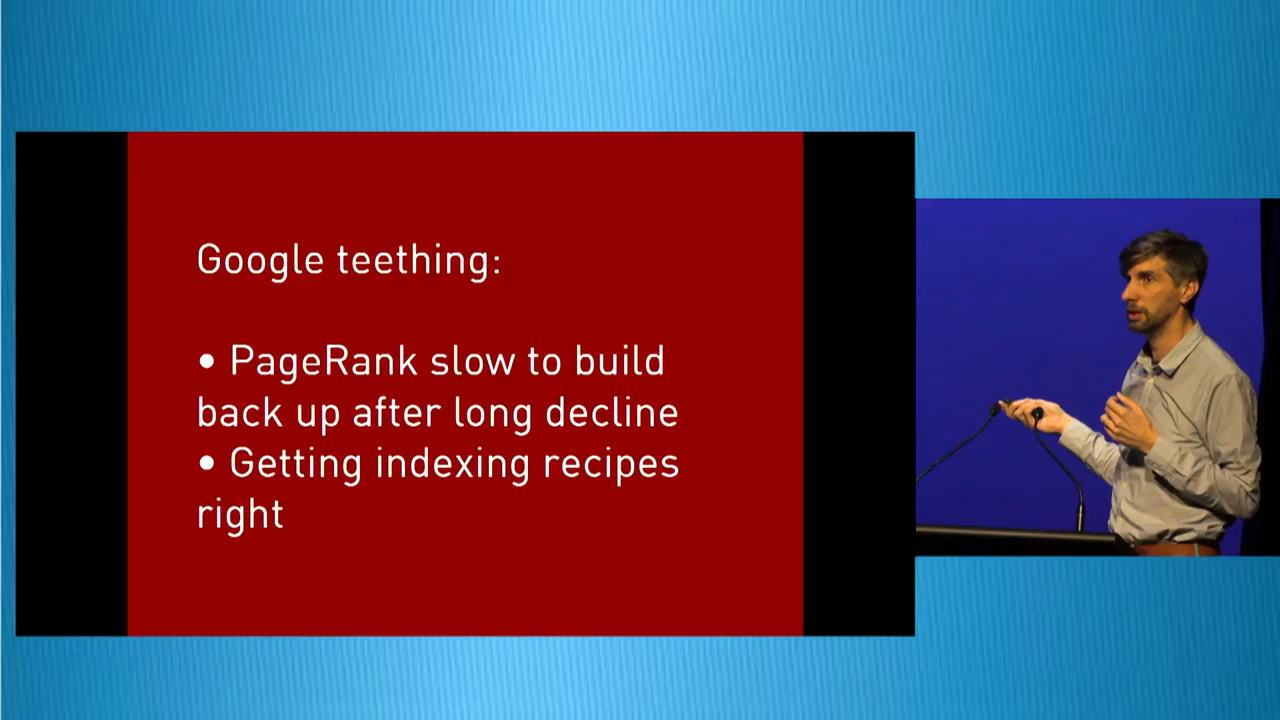 Google teething:
• PageRank slow to build
back up after long decline
• Getting indexing recipes
right